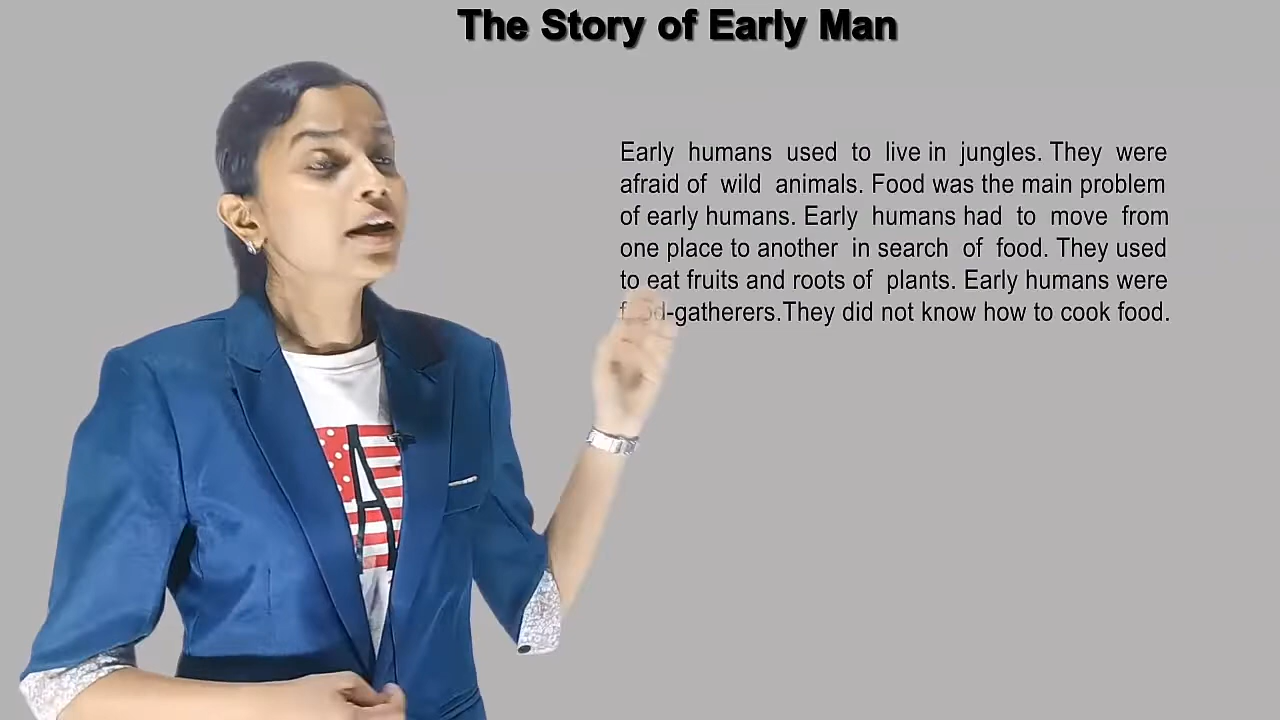 The Story of Early Man
Early humans used to live in jungles. They were
afraid of wild animals. Food was the main problem
of early humans. Early humans had to move from
one place to another in search of food. They used
to eat fruits and roots of plants. Early humans were
food-gatherers.They did not know how to cook food.
A